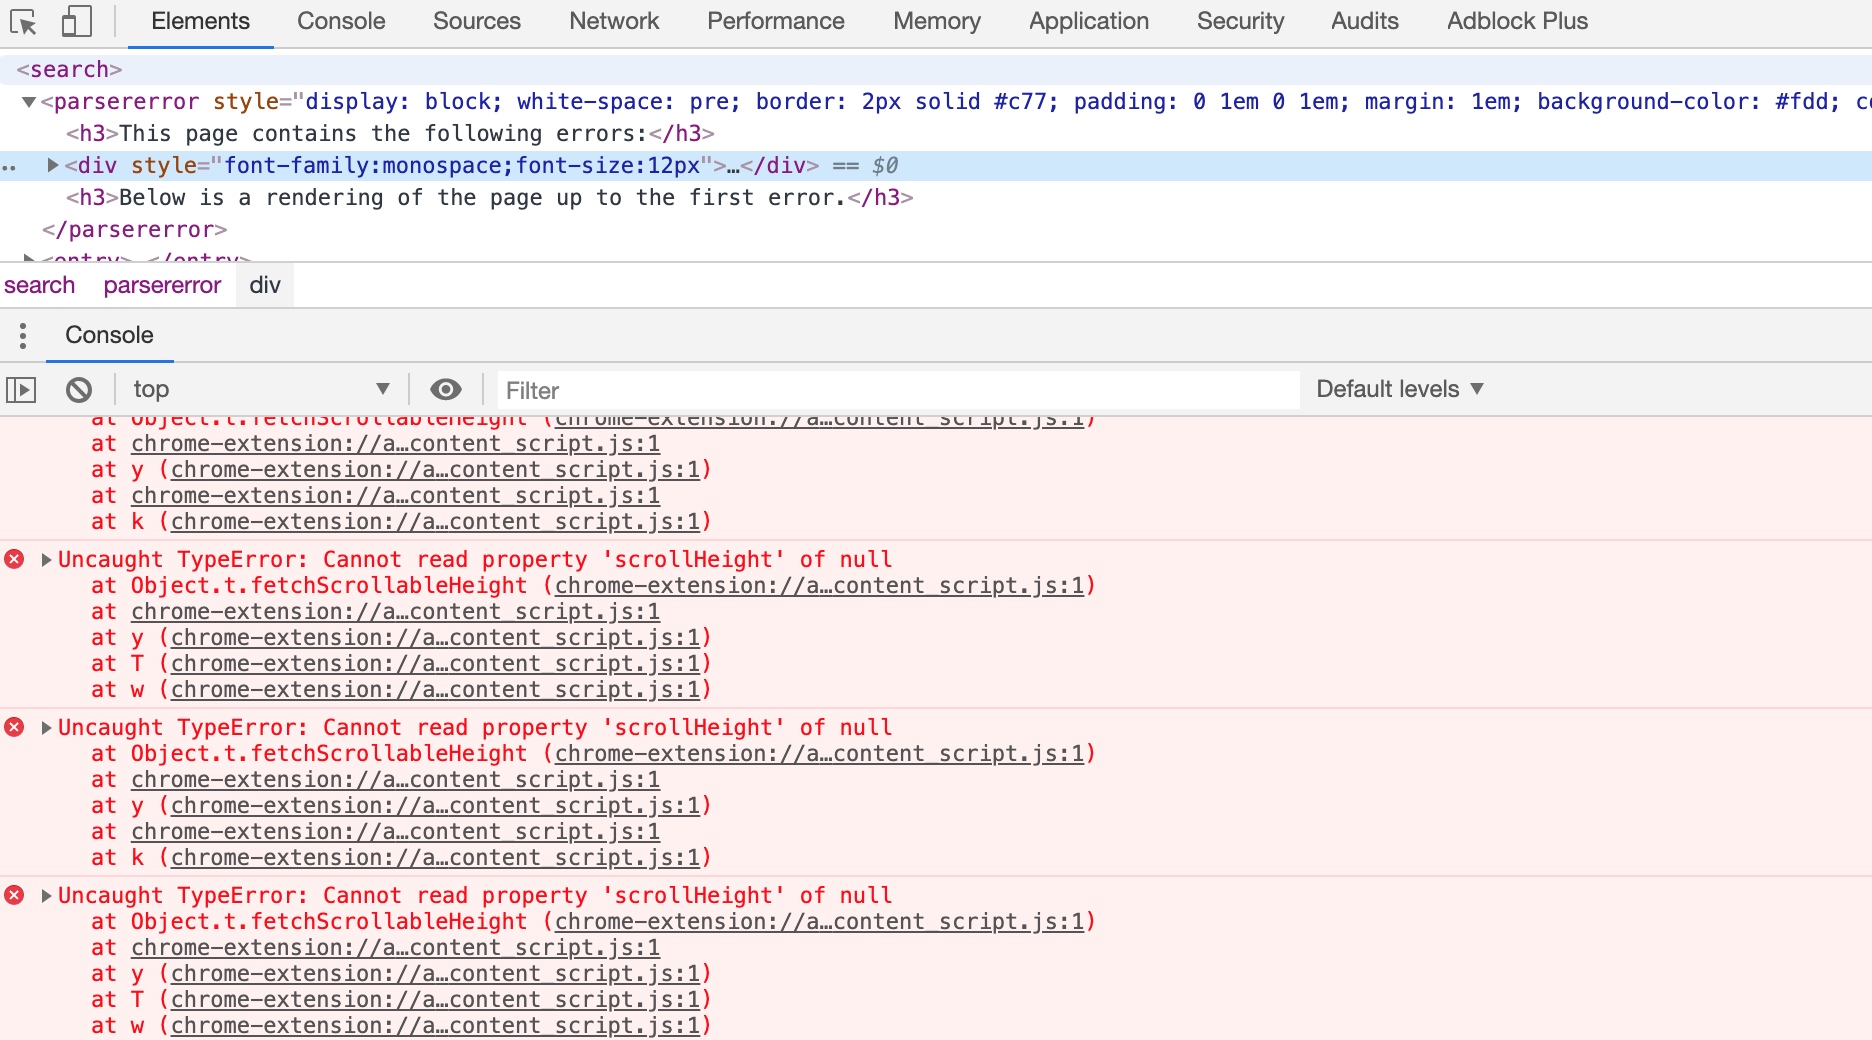 Elements Console Sources Network Performance Memory Application Security Audits Adblock Plus
<search>
▼<parsererror style="display: block; white-space: pre; border: 2px solid #c77; padding: 0 1em 0 1em; margin: 1em; background-color: #fdd; co
<h3>This page contains the following errors:</h3>
▶<div style="font-family:monospace;font-size:12px">…</div> == $0
<h3>Below is a rendering of the page up to the first error.</h3>
</parsererror>
▶<entry>…</entry>
search parsererror div
Console
top Filter Default levels
at Object.t.fetchScrollableHeight (chrome-extension://a…content_script.js:1)
at chrome-extension://a…content_script.js:1
at y (chrome-extension://a…content_script.js:1)
at chrome-extension://a…content_script.js:1
at k (chrome-extension://a…content_script.js:1)
▶Uncaught TypeError: Cannot read property 'scrollHeight' of null
at Object.t.fetchScrollableHeight (chrome-extension://a…content_script.js:1)
at chrome-extension://a…content_script.js:1
at y (chrome-extension://a…content_script.js:1)
at T (chrome-extension://a…content_script.js:1)
at w (chrome-extension://a…content_script.js:1)
▶Uncaught TypeError: Cannot read property 'scrollHeight' of null
at Object.t.fetchScrollableHeight (chrome-extension://a…content_script.js:1)
at chrome-extension://a…content_script.js:1
at y (chrome-extension://a…content_script.js:1)
at chrome-extension://a…content_script.js:1
at k (chrome-extension://a…content_script.js:1)
▶Uncaught TypeError: Cannot read property 'scrollHeight' of null
at Object.t.fetchScrollableHeight (chrome-extension://a…content_script.js:1)
at chrome-extension://a…content_script.js:1
at y (chrome-extension://a…content_script.js:1)
at T (chrome-extension://a…content_script.js:1)
at w (chrome-extension://a…content_script.js:1)